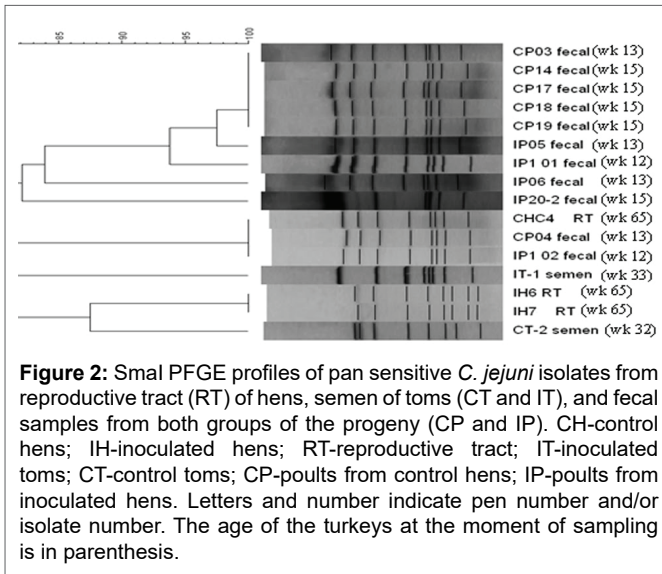 85 90 95 100
CP03 fecal (wk 13)
CP14 fecal (wk 15)
CP17 fecal (wk 15)
CP18 fecal (wk 15)
CP19 fecal (wk 15)
IP05 fecal (wk 13)
IP1 01 fecal (wk 12)
IP06 fecal (wk 13)
IP20-2 fecal (wk 15)
CHC4 RT (wk 65)
CP04 fecal (wk 13)
IP1 02 fecal (wk 12)
IT-1 semen (wk 33)
IH6 RT (wk 65)
IH7 RT (wk 65)
CT-2 semen (wk 32)
Figure 2: SmaI PFGE profiles of pan sensitive C. jejuni isolates from
reproductive tract (RT) of hens, semen of toms (CT and IT), and fecal
samples from both groups of the progeny (CP and IP). CH-control
hens; IH-inoculated hens; RT-reproductive tract; IT-inoculated
toms; CT-control toms; CP-poults from control hens; IP-poults from
inoculated hens. Letters and number indicate pen number and/or
isolate number. The age of the turkeys at the moment of sampling
is in parenthesis.